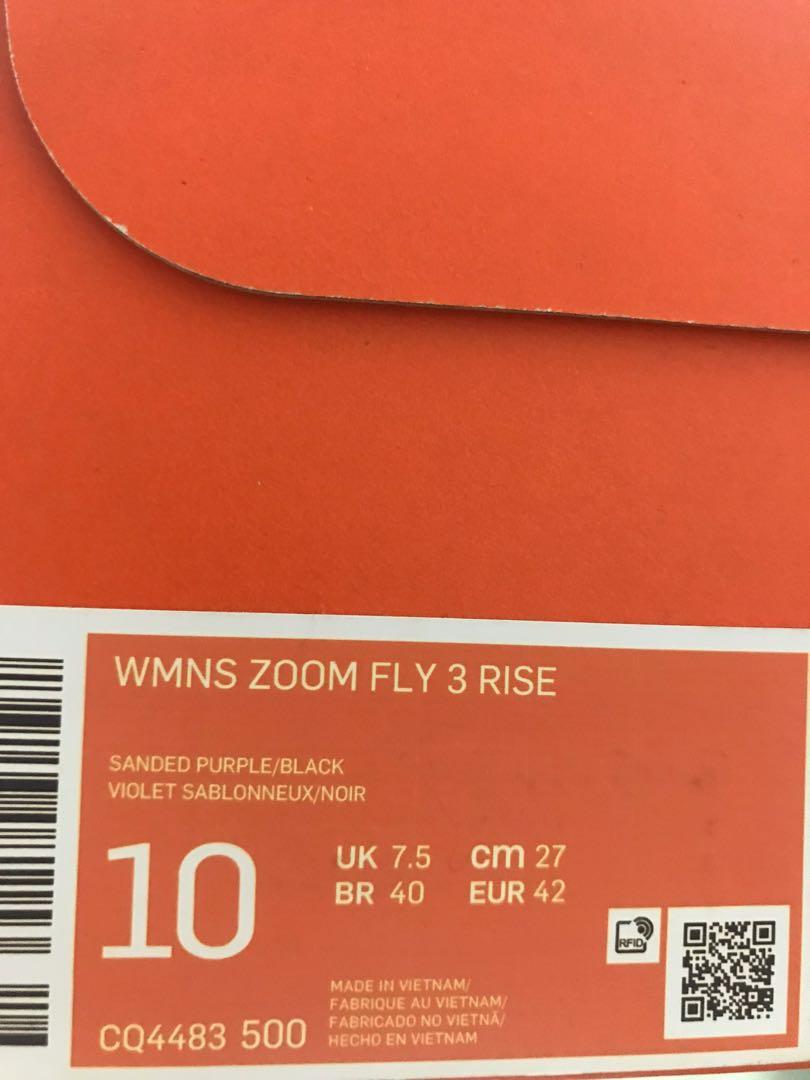 WMNS ZOOM FLY 3 RISE
SANDED PURPLE/BLACK
VIOLET SABLONNEUX/NOIR
10
UK 7.5 cm 27
BR 40 EUR 42
RFID
CQ4483 500
MADE IN VIETNAM/
FABRIQUE AU VIETNAM/
FABRICADO NO VIETNÃ/
HECHO EN VIETNAM